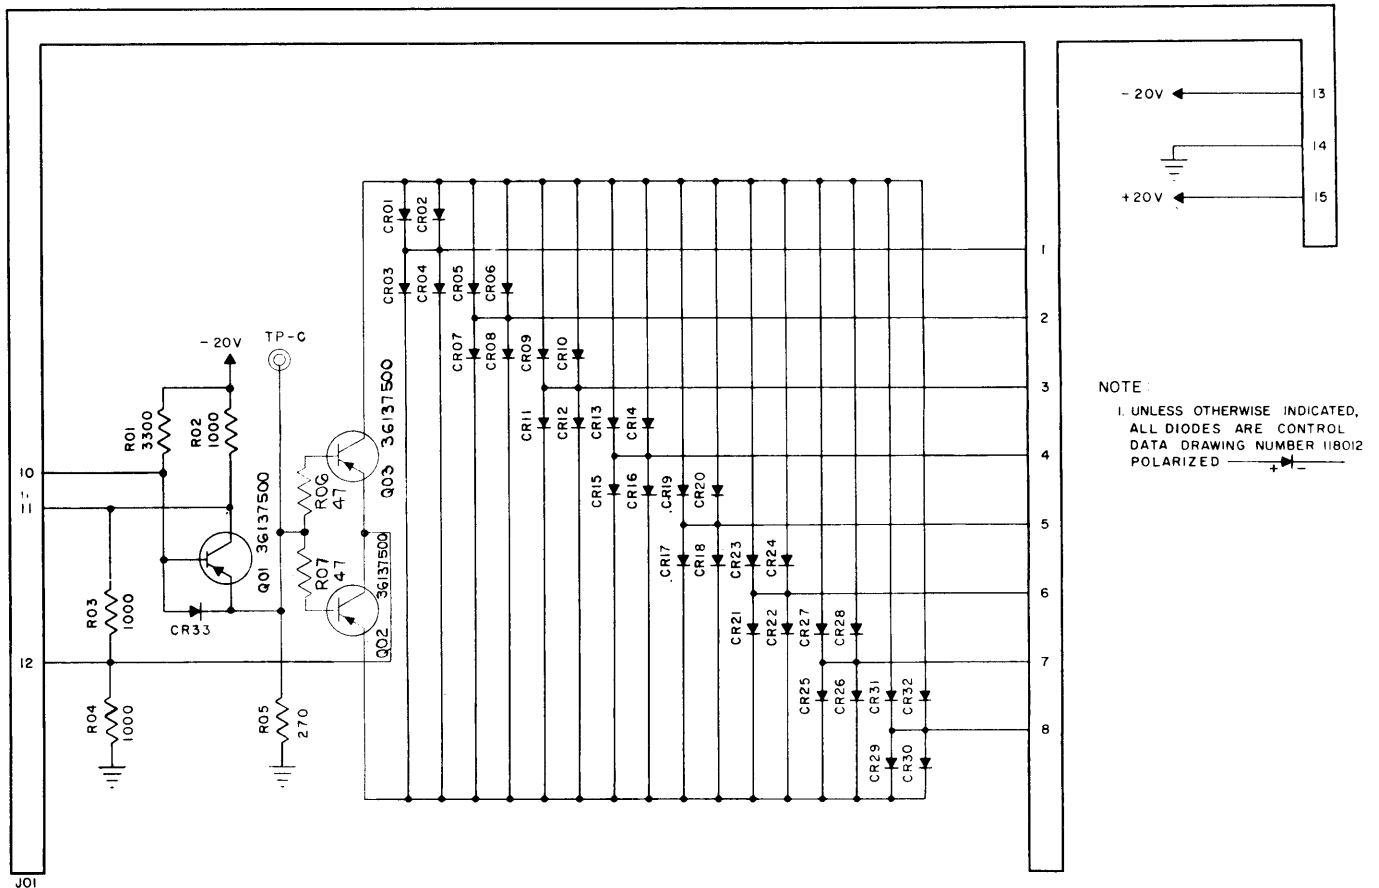 -20V
13
14
+20V
15
CR01
CR02
1
CR03
CR04
CR05
CR06
2
TP-C
-20V
CR07
CR08
CR09
CR10
3
NOTE:
1. UNLESS OTHERWISE INDICATED,
ALL DIODES ARE CONTROL
DATA DRAWING NUMBER 118012
POLARIZED
+ -
R01
3300
R02
1000
36137500
Q03
CR11
CR12
CR13
CR14
4
10
11
R06
47
CR15
CR16
CR19
CR20
5
36137500
Q01
R07
47
36137500
Q02
CR17
CR18
CR23
CR24
6
R03
1000
CR33
CR21
CR22
CR27
CR28
7
12
R04
1000
R05
270
CR25
CR26
CR31
CR32
8
CR29
CR30
J01